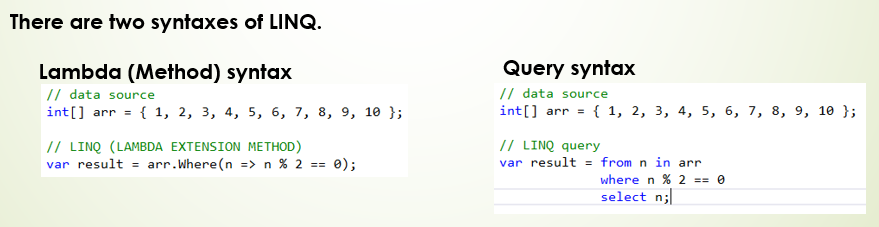 There are two syntaxes of LINQ.
Lambda (Method) syntax
// data source
int[] arr = { 1, 2, 3, 4, 5, 6, 7, 8, 9, 10 };
// LINQ (LAMBDA EXTENSION METHOD)
var result = arr.Where(n => n % 2 == 0);
Query syntax
// data source
int[] arr = { 1, 2, 3, 4, 5, 6, 7, 8, 9, 10 };
// LINQ query
var result = from n in arr
where n % 2 == 0
select n;